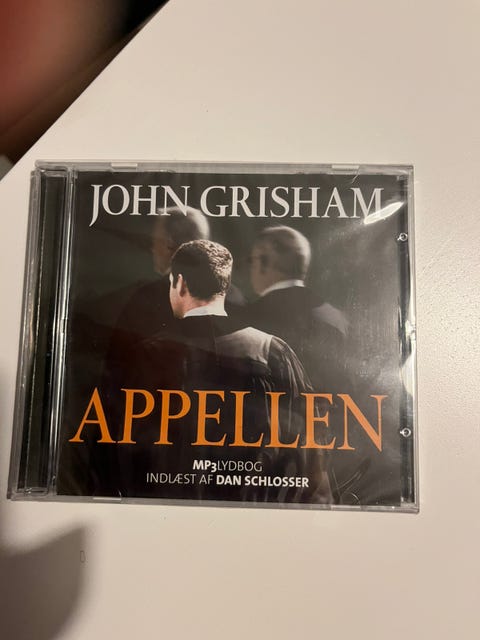 JOHN GRISHAM
APPELLEN
MP3LYDBOG
INDLÆST AF DAN SCHLOSSER